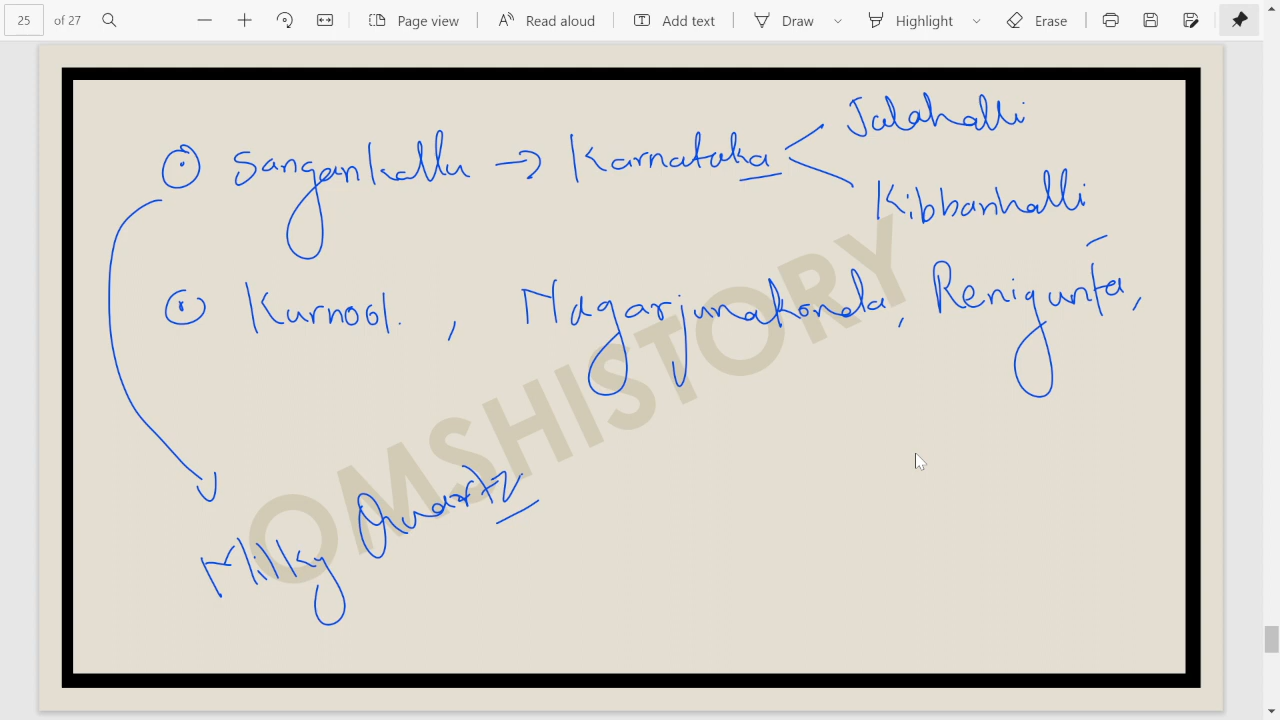 25 of 27 Page view Read aloud Add text Draw Highlight Erase
Jalahalli
Sangankallu → Karnataka
Kibbanhalli
Kurnool. , Nagarjunakonda, Renigunta,
OMSHISTORY
Milky Quartz